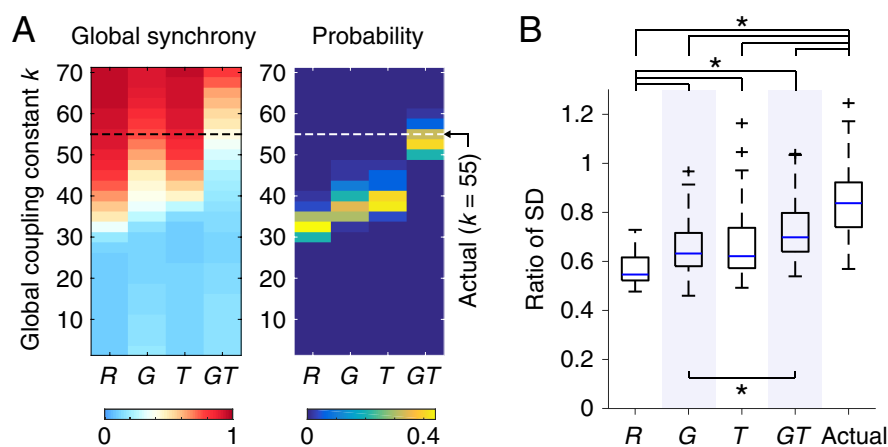 A
Global synchrony
Probability
Global coupling constant k
70
60
50
40
30
20
10
R G T GT
0 1
70
60
50
40
30
20
10
R G T GT
0 0.4
Actual (k = 55)
B
*
*
Ratio of SD
1.2
1
0.8
0.6
0.4
0.2
0
*
R G T GT Actual